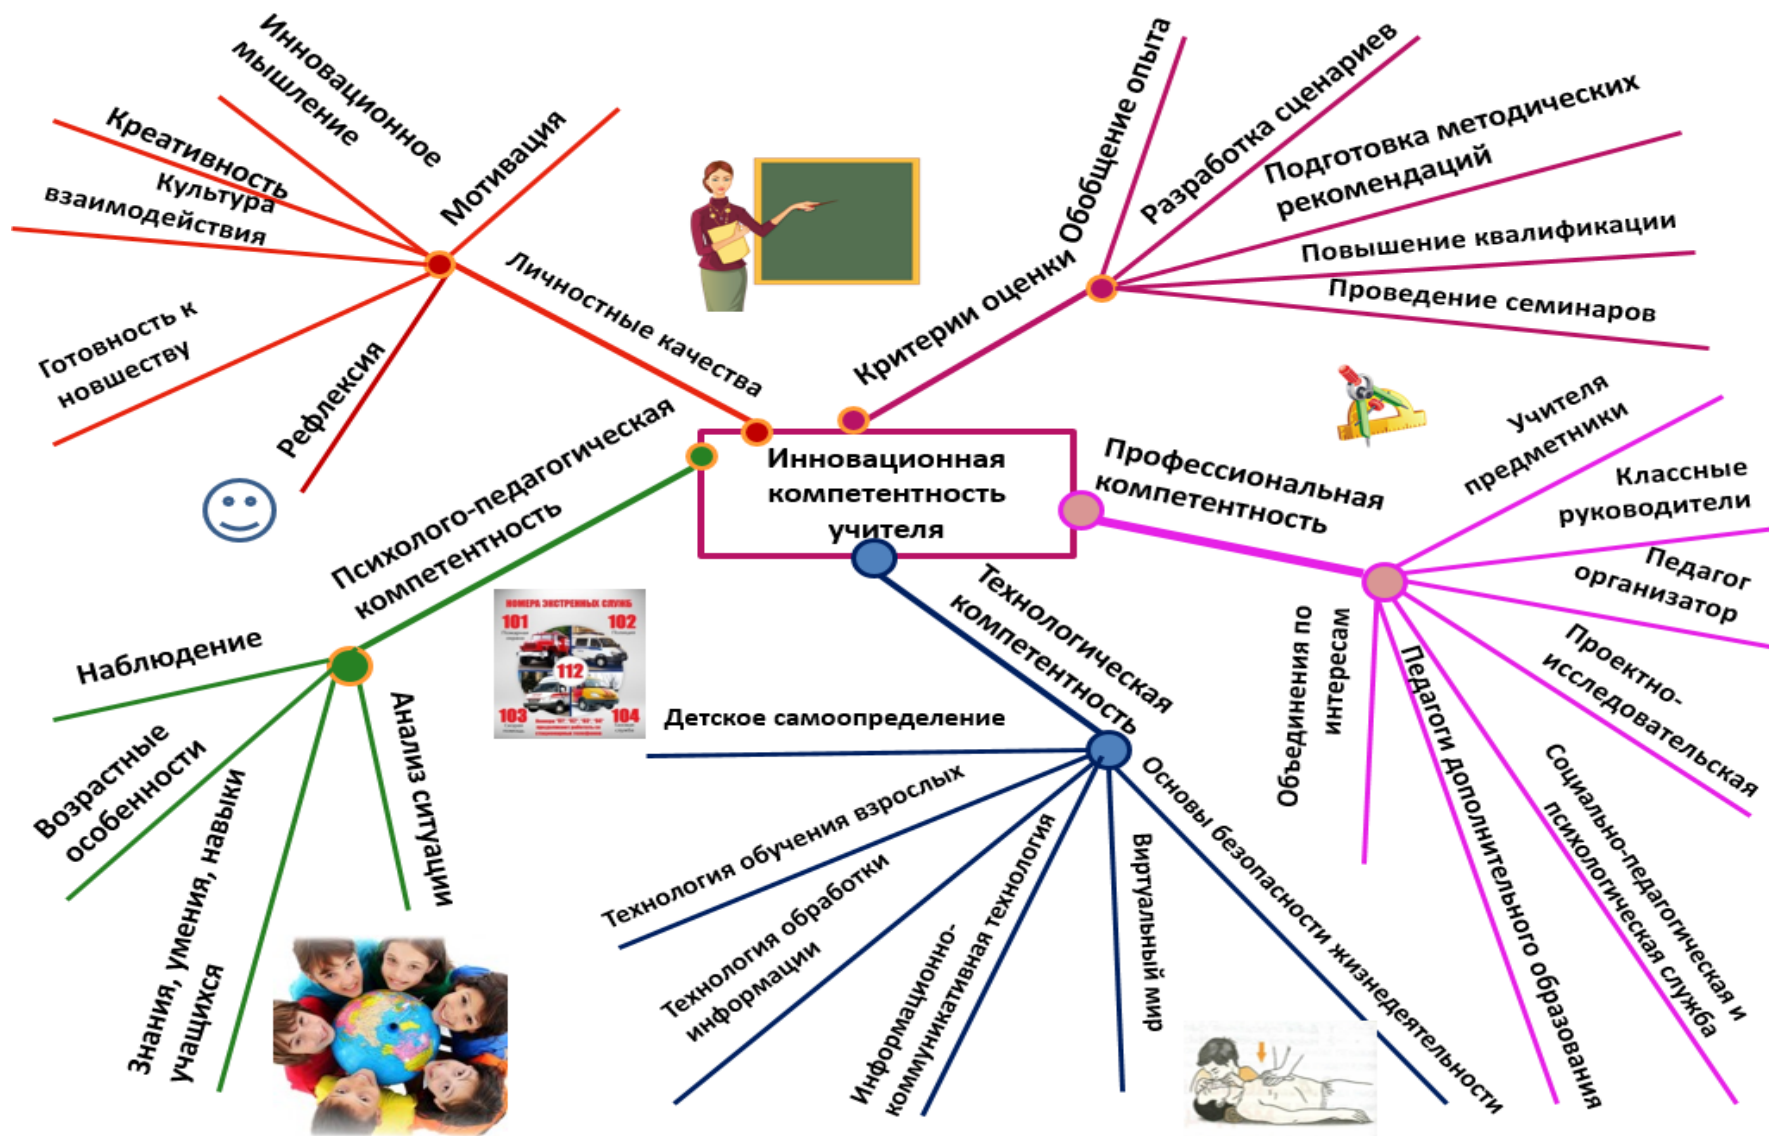 Инновационная
компетентность
учителя
Личностные качества
Мотивация
Инновационное
мышление
Креативность
Культура
взаимодействия
Готовность к
новшеству
Рефлексия
Критерии оценки
Обобщение опыта
Разработка сценариев
Подготовка методических
рекомендаций
Повышение квалификации
Проведение семинаров
Профессиональная
компетентность
Учителя
предметники
Классные
руководители
Педагог
организатор
Проектно-
исследовательская
Социально-педагогическая и
психологическая служба
Педагоги дополнительного образования
Объединения по
интересам
Технологическая
компетентность
Основы безопасности жизнедеятельности
Виртуальный мир
Информационно-
коммуникативная технология
Технология обработки
информации
Технология обучения взрослых
Детское самоопределение
Психолого-педагогическая
компетентность
Наблюдение
Возрастные
особенности
Знания, умения, навыки
учащихся
Анализ ситуации
НОМЕРА ЭКСТРЕННЫХ СЛУЖБ
101
102
112
103
104